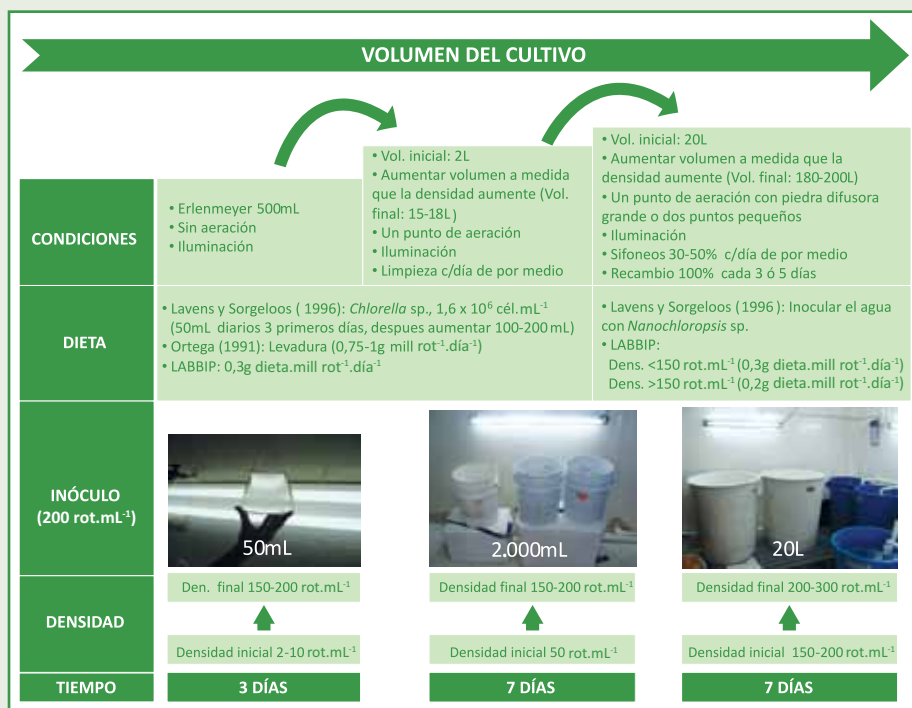 VOLUMEN DEL CULTIVO
CONDICIONES
• Erlenmeyer 500mL
• Sin aeración
• Iluminación
• Vol. inicial: 2L
• Aumentar volumen a medida
que la densidad aumente (Vol.
final: 15-18L)
• Un punto de aeración
• Iluminación
• Limpieza c/día de por medio
• Vol. inicial: 20L
• Aumentar volumen a medida que la
densidad aumente (Vol. final: 180-200L)
• Un punto de aeración con piedra difusora
grande o dos puntos pequeños
• Iluminación
• Sifoneos 30-50% c/día de por medio
• Recambio 100% cada 3 ó 5 días
DIETA
• Lavens y Sorgeloos ( 1996): Chlorella sp., 1,6 x 10⁶ cél.mL⁻¹
(50mL diarios 3 primeros días, despues aumentar 100-200 mL)
• Ortega (1991): Levadura (0,75-1g mill rot⁻¹.día⁻¹)
• LABBIP: 0,3g dieta.mill rot⁻¹.día⁻¹
• Lavens y Sorgeloos ( 1996 ): Inocular el agua
con Nanochloropsis sp.
• LABBIP:
Dens. <150 rot.mL⁻¹ (0,3g dieta.mill rot⁻¹.día⁻¹)
Dens. >150 rot.mL⁻¹ (0,2g dieta.mill rot⁻¹.día⁻¹)
INÓCULO
(200 rot.mL⁻¹)
50mL
2.000mL
20L
DENSIDAD
Den. final 150-200 rot.mL⁻¹
Densidad final 150-200 rot.mL⁻¹
Densidad final 200-300 rot.mL⁻¹
Densidad inicial 2-10 rot.mL⁻¹
Densidad inicial 50 rot.mL⁻¹
Densidad inicial 150-200 rot.mL⁻¹
TIEMPO
3 DÍAS
7 DÍAS
7 DÍAS